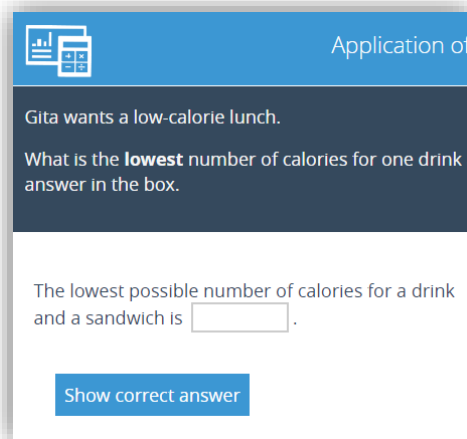 Application of
Gita wants a low-calorie lunch.
What is the lowest number of calories for one drink
answer in the box.
The lowest possible number of calories for a drink
and a sandwich is .
Show correct answer